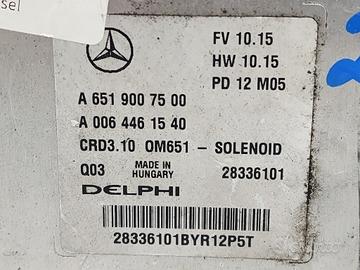 sel
FV 10.15
HW 10.15
PD 12 M05
A 651 900 75 00
A 006 446 15 40
CRD3.10 OM651 - SOLENOID
Q03 MADE IN HUNGARY 28336101
DELPHI
28336101BYR12P5T